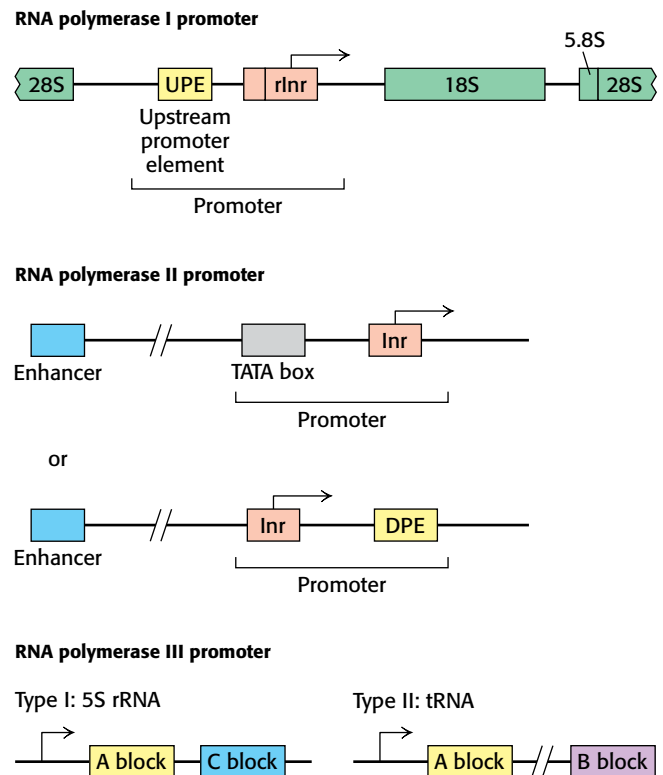 RNA polymerase I promoter
5.8S
28S UPE rInr 18S 28S
Upstream
promoter
element
Promoter
RNA polymerase II promoter
Inr
Enhancer TATA box
Promoter
or
Inr DPE
Enhancer
Promoter
RNA polymerase III promoter
Type I: 5S rRNA Type II: tRNA
A block C block A block B block